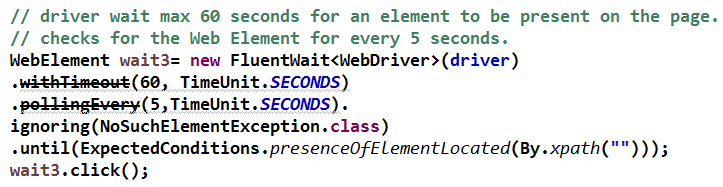 // driver wait max 60 seconds for an element to be present on the page.
// checks for the Web Element for every 5 seconds.
WebElement wait3= new FluentWait<WebDriver>(driver)
.withTimeout(60, TimeUnit.SECONDS)
.pollingEvery(5,TimeUnit.SECONDS).
ignoring(NoSuchElementException.class)
.until(ExpectedConditions.presenceOfElementLocated(By.xpath("")));
wait3.click();